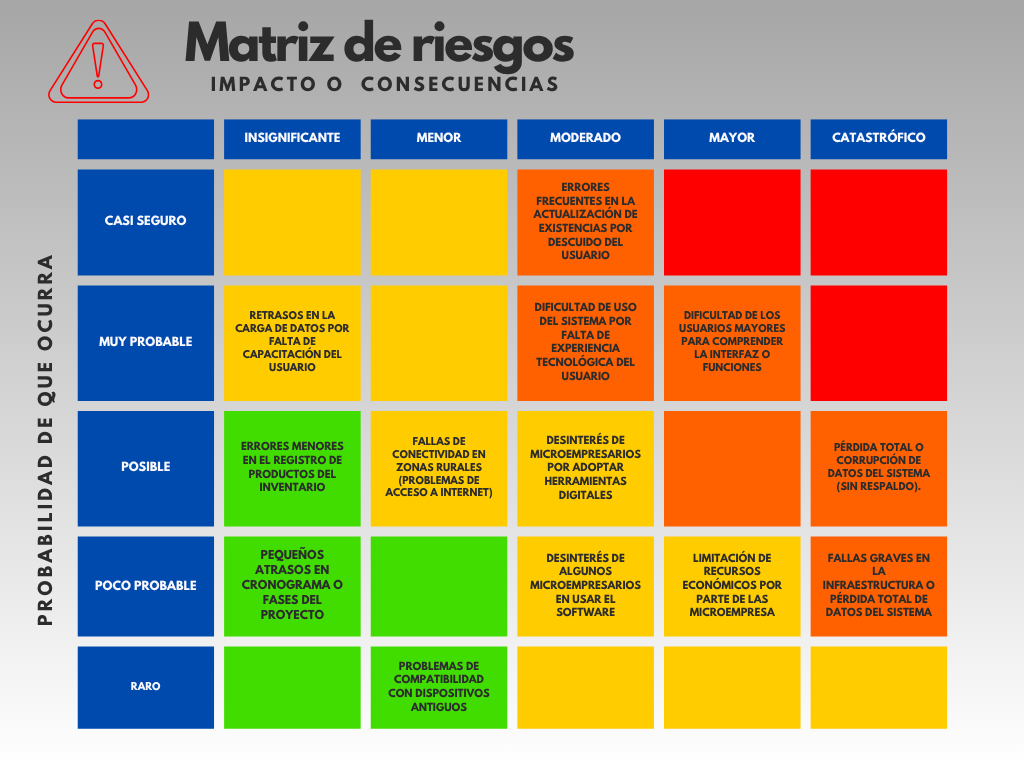 Matriz de riesgos
IMPACTO O CONSECUENCIAS
PROBABILIDAD DE QUE OCURRA
INSIGNIFICANTE
MENOR
MODERADO
MAYOR
CATASTRÓFICO
CASI SEGURO
ERRORES
FRECUENTES EN LA
ACTUALIZACIÓN DE
EXISTENCIAS POR
DESCUIDO DEL
USUARIO
MUY PROBABLE
RETRASOS EN LA
CARGA DE DATOS POR
FALTA DE
CAPACITACIÓN DEL
USUARIO
DIFICULTAD DE USO
DEL SISTEMA POR
FALTA DE
EXPERIENCIA
TECNOLÓGICA DEL
USUARIO
DIFICULTAD DE LOS
USUARIOS MAYORES
PARA COMPRENDER
LA INTERFAZ O
FUNCIONES
POSIBLE
ERRORES MENORES
EN EL REGISTRO DE
PRODUCTOS DEL
INVENTARIO
FALLAS DE
CONECTIVIDAD EN
ZONAS RURALES
(PROBLEMAS DE
ACCESO A INTERNET)
DESINTERÉS DE
MICROEMPRESARIOS
POR ADOPTAR
HERRAMIENTAS
DIGITALES
PÉRDIDA TOTAL O
CORRUPCIÓN DE
DATOS DEL SISTEMA
(SIN RESPALDO).
POCO PROBABLE
PEQUEÑOS
ATRASOS EN
CRONOGRAMA O
FASES DEL
PROYECTO
DESINTERÉS DE
ALGUNOS
MICROEMPRESARIOS
EN USAR EL
SOFTWARE
LIMITACIÓN DE
RECURSOS
ECONÓMICOS POR
PARTE DE LAS
MICROEMPRESA
FALLAS GRAVES EN
LA
INFRAESTRUCTURA O
PÉRDIDA TOTAL DE
DATOS DEL SISTEMA
RARO
PROBLEMAS DE
COMPATIBILIDAD
CON DISPOSITIVOS
ANTIGUOS